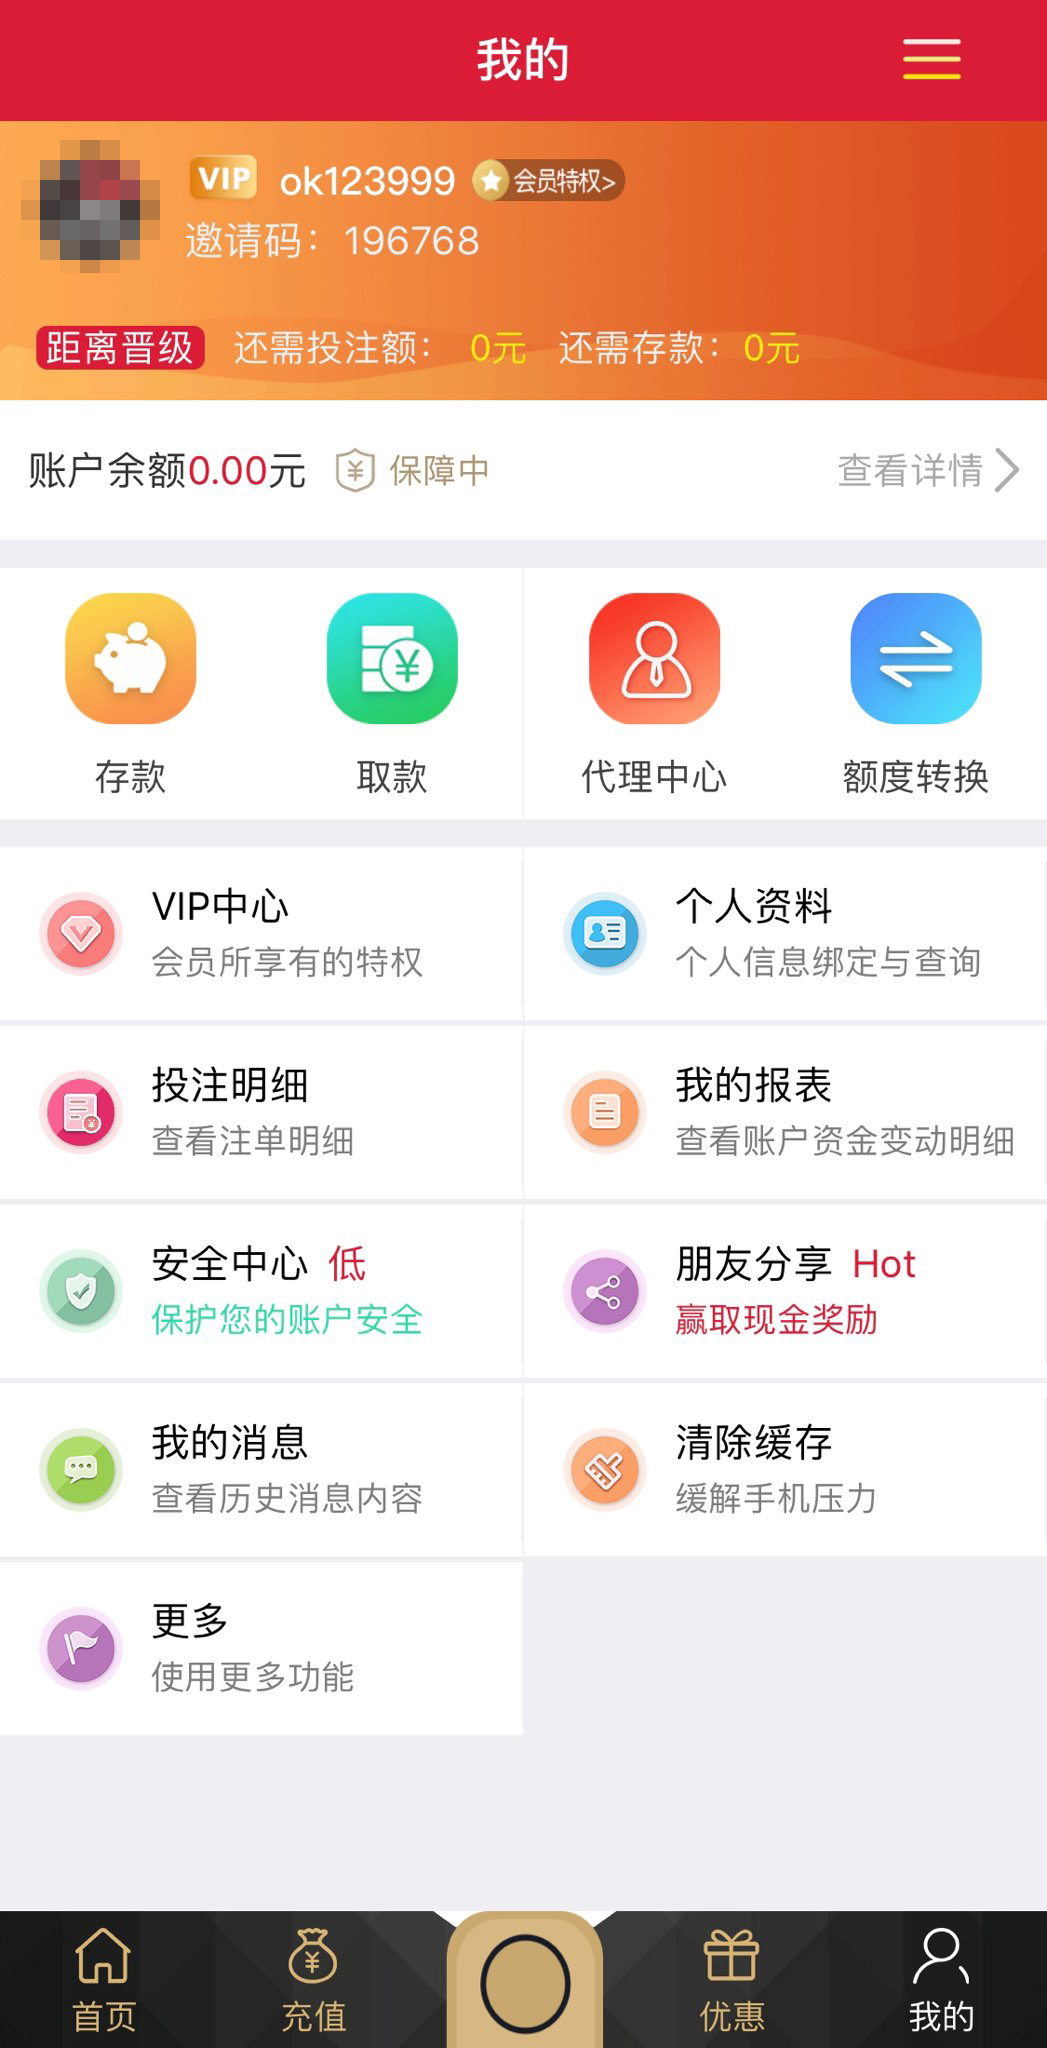 我的
VIP ok123999 会员特权>
邀请码：196768
距离晋级 还需投注额： 0元 还需存款：0元
账户余额0.00元 ¥ 保障中 查看详情
¥
存款 取款 代理中心 额度转换
VIP中心
会员所享有的特权
个人资料
个人信息绑定与查询
投注明细
查看注单明细
我的报表
查看账户资金变动明细
安全中心 低
保护您的账户安全
朋友分享 Hot
赢取现金奖励
我的消息
查看历史消息内容
清除缓存
缓解手机压力
更多
使用更多功能
¥
首页 充值 优惠 我的